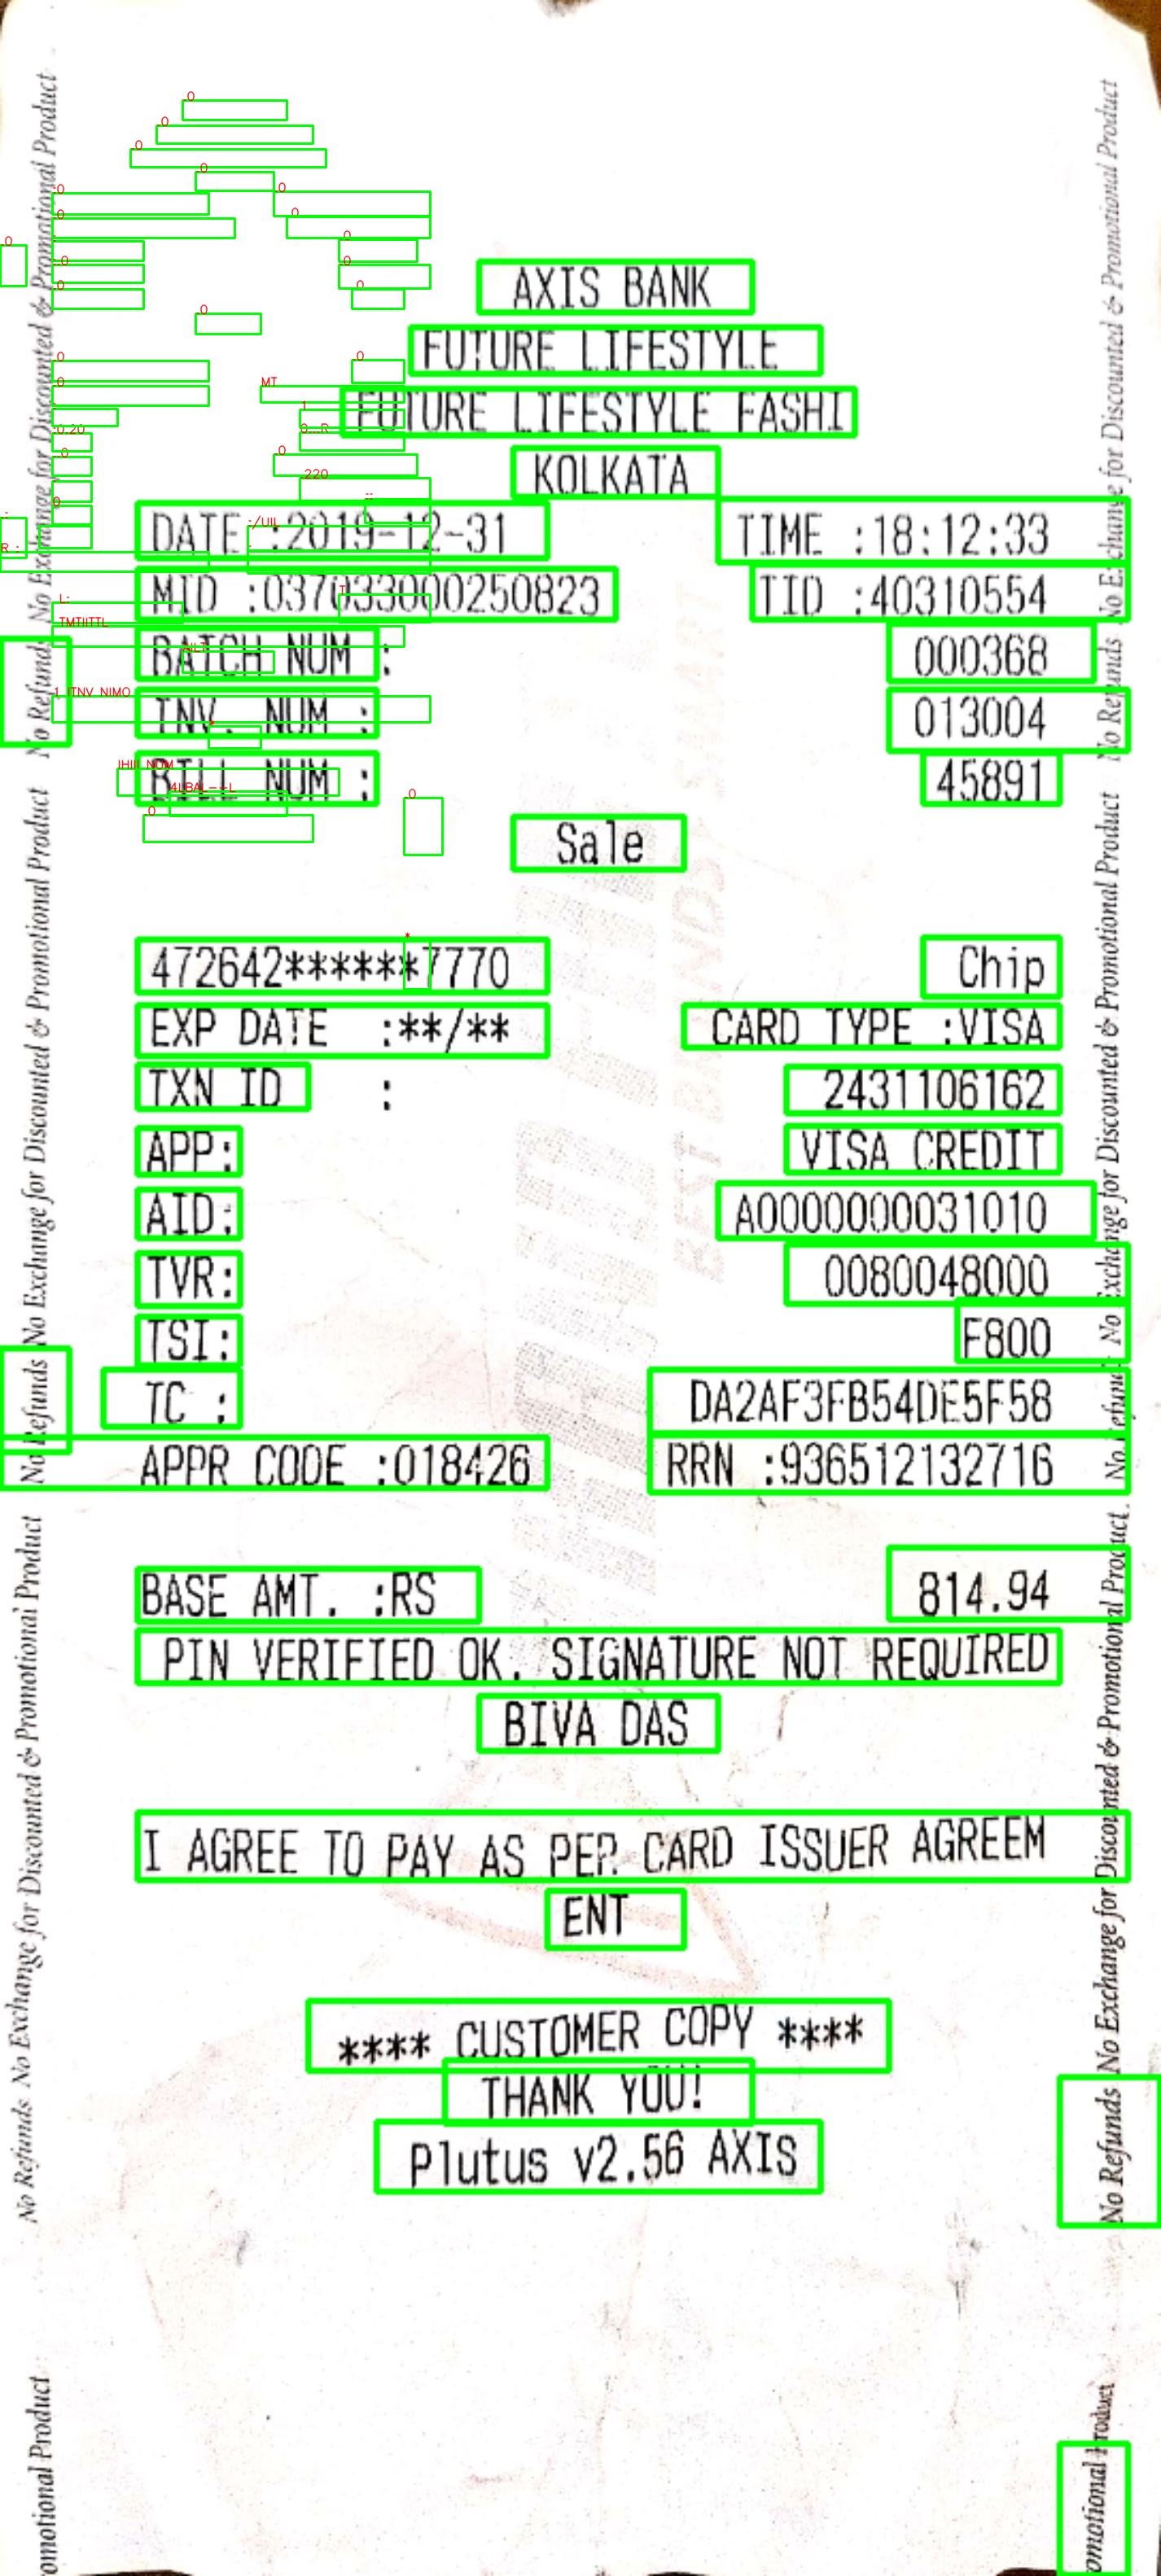 AXIS BANK
FUTURE LIFESTYLE
FUTURE LIFESTYLE FASHI
KOLKATA
DATE :2019-12-31 TIME :18:12:33
MID :037033000250823 TID :40310554
BATCH NUM : 000368
INV. NUM : 013004
BILL NUM : 45891
Sale
472642******7770 Chip
EXP DATE :**/** CARD TYPE :VISA
TXN ID : 2431106162
APP: VISA CREDIT
AID: A0000000031010
TVR: 0080048000
TSI: F800
TC : DA2AF3FB54DE5F58
APPR CODE :018426 RRN :936512132716
BASE AMT. :RS 814.94
PIN VERIFIED OK. SIGNATURE NOT REQUIRED
BIVA DAS
I AGREE TO PAY AS PER CARD ISSUER AGREEM
ENT
**** CUSTOMER COPY ****
THANK YOU!
Plutus v2.56 AXIS
No Refunds No Exchange for Discounted & Promotional Product
No Refunds No Exchange for Discounted & Promotional Product
No Refunds No Exchange for Discounted & Promotional Product
omotional Product
No Refunds No Exchange for Discounted & Promotional Product
No Refunds No Exchange for Discounted & Promotional Product
No Refunds No Exchange for Discounted & Promotional Product
omotional Product
BEST BRANDS SMART